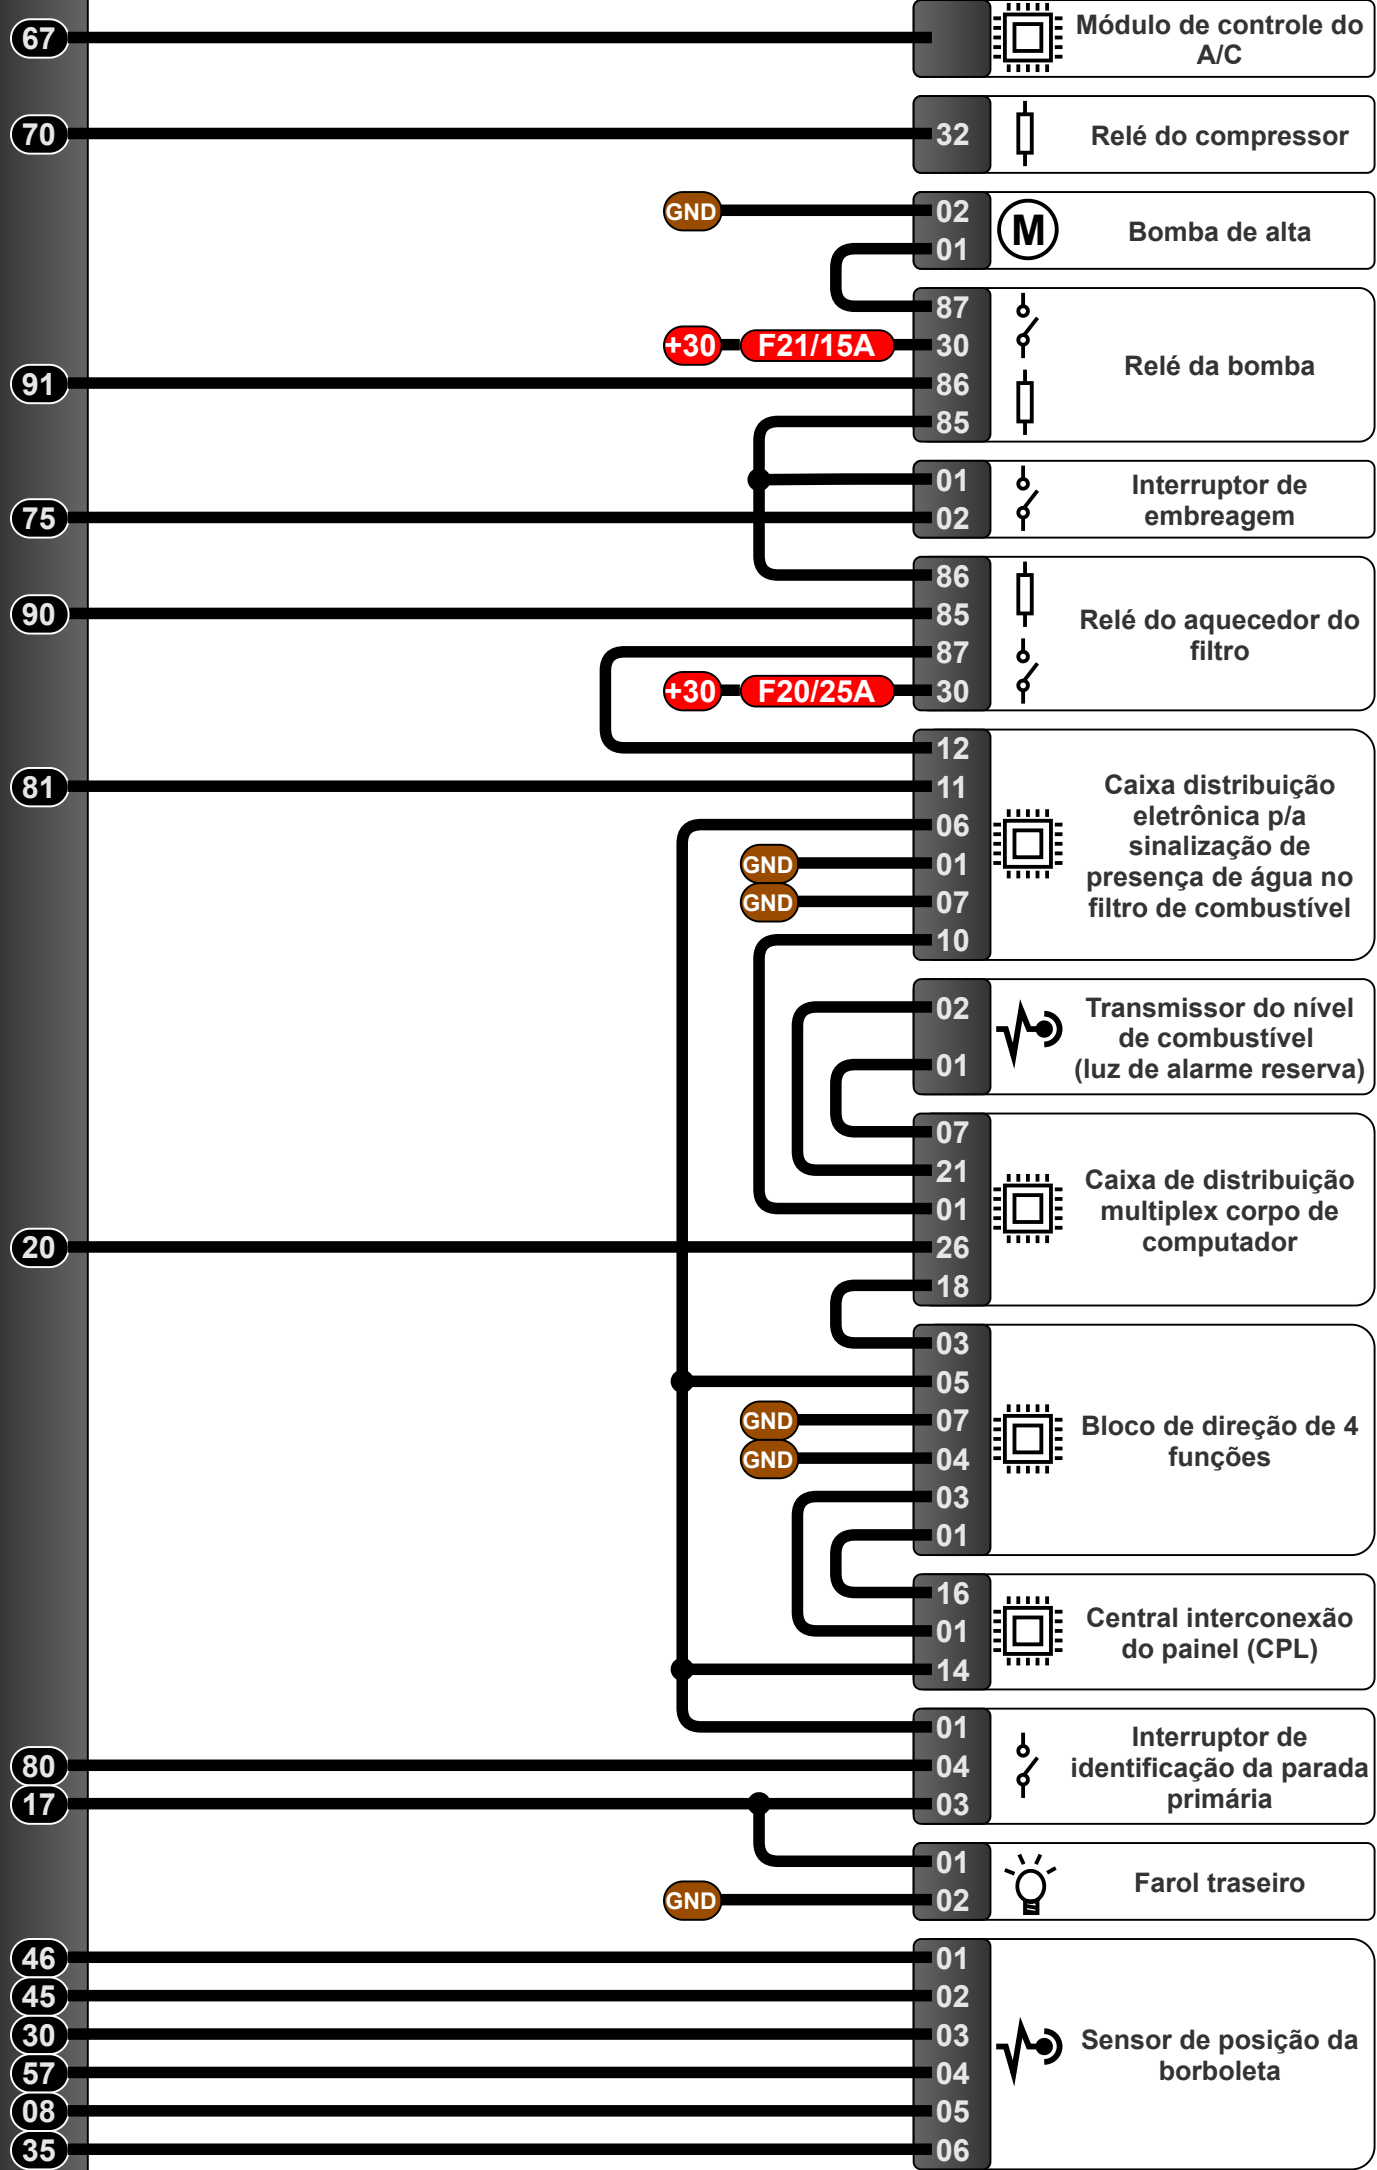 67
Módulo de controle do
A/C
70
32
Relé do compressor
GND
02
01
M
Bomba de alta
87
+30
F21/15A
30
91
86
85
Relé da bomba
01
75
02
Interruptor de
embreagem
86
90
85
87
+30
F20/25A
30
Relé do aquecedor do
filtro
12
81
11
06
GND
01
GND
07
10
Caixa distribuição
eletrônica p/a
sinalização de
presença de água no
filtro de combustível
02
01
Transmissor do nível
de combustível
(luz de alarme reserva)
07
21
01
20
26
18
Caixa de distribuição
multiplex corpo de
computador
03
05
GND
07
GND
04
03
01
Bloco de direção de 4
funções
16
01
14
Central interconexão
do painel (CPL)
01
80
04
17
03
Interruptor de
identificação da parada
primária
01
GND
02
Farol traseiro
46
01
45
02
30
03
57
04
08
05
35
06
Sensor de posição da
borboleta